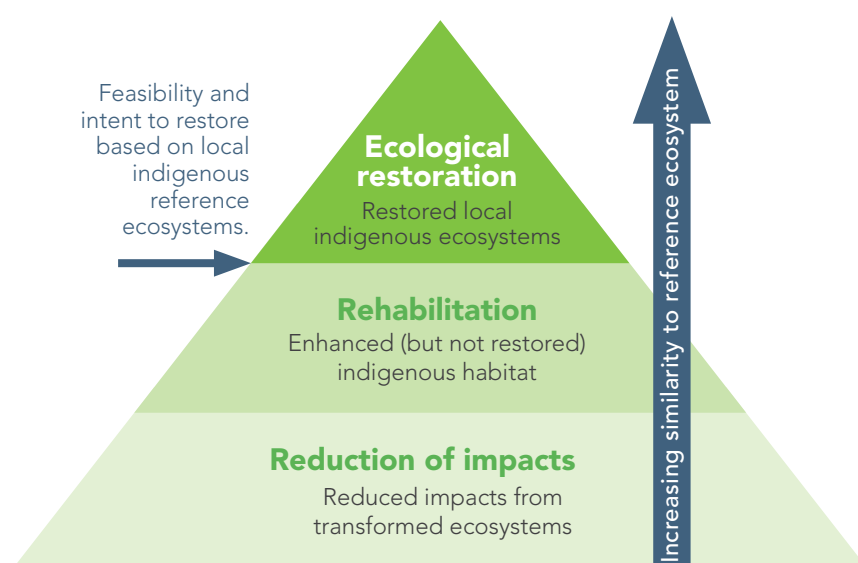 Feasibility and
intent to restore
based on local
indigenous
reference
ecosystems.
Ecological
restoration
Restored local
indigenous ecosystems
Rehabilitation
Enhanced (but not restored)
indigenous habitat
Reduction of impacts
Reduced impacts from
transformed ecosystems
Increasing similarity to reference ecosystem